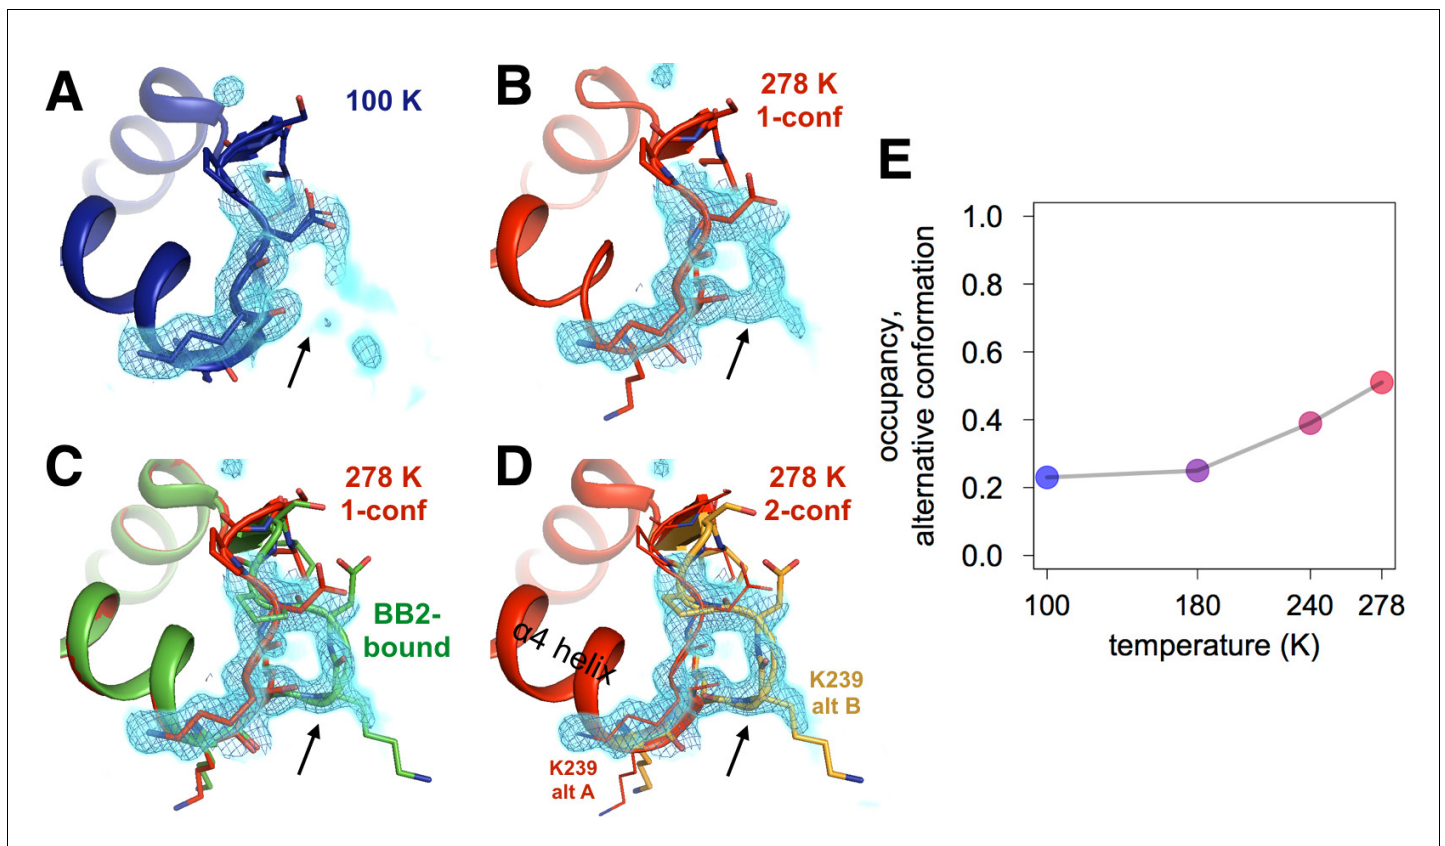 A
100 K
B
278 K
1-conf
C
278 K
1-conf
BB2-
bound
D
278 K
2-conf
α4 helix
K239
alt B
K239
alt A
E
occupancy,
alternative conformation
1.0
0.8
0.6
0.4
0.2
0.0
100 180 240 278
temperature (K)